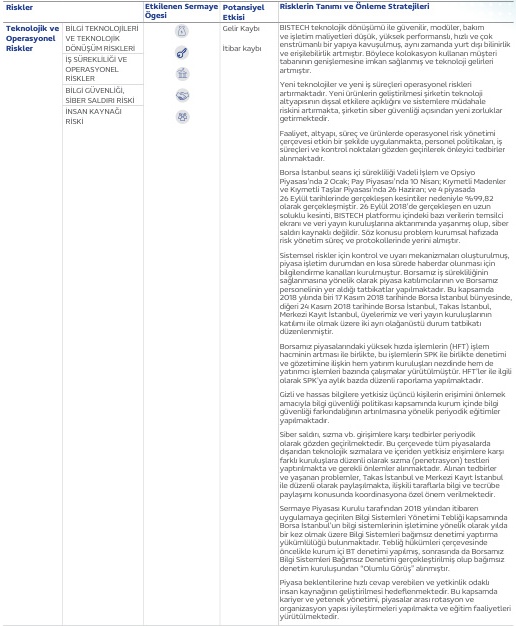 Riskler
Etkilenen Sermaye
Ögesi
Potansiyel
Etkisi
Risklerin Tanımı ve Önleme Stratejileri
Teknolojik ve
Operasyonel
Riskler
BİLGİ TEKNOLOJİLERİ
VE TEKNOLOJİK
DÖNÜŞÜM RİSKLERİ
İŞ SÜREKLİLİĞİ VE
OPERASYONEL
RİSKLER
BİLGİ GÜVENLİĞİ,
SİBER SALDIRI RİSKİ
İNSAN KAYNAĞI
RİSKİ
Gelir Kaybı
İtibar kaybı
BISTECH teknolojik dönüşümü ile güvenilir, modüler, bakım
ve işletim maliyetleri düşük, yüksek performanslı, hızlı ve çok
enstrümanlı bir yapıya kavuşulmuş, aynı zamanda yurt dışı bilinirlik
ve erişilebilirlik artmıştır. Böylece kolokasyon kullanan müşteri
tabanının genişlemesine imkan sağlanmış ve teknoloji gelirleri
artmıştır.
Yeni teknolojiler ve yeni iş süreçleri operasyonel riskleri
artırmaktadır. Yeni ürünlerin geliştirilmesi şirketin teknoloji
altyapısının dışsal etkilere açıklığını ve sistemlere müdahale
riskini artırmakta, şirketin siber güvenliği açısından yeni zorluklar
getirmektedir.
Faaliyet, altyapı, süreç ve ürünlerde operasyonel risk yönetimi
çerçevesi etkin bir şekilde uygulanmakta, personel politikaları, iş
süreçleri ve kontrol noktaları gözden geçirilerek önleyici tedbirler
alınmaktadır.
Borsa İstanbul seans içi sürekliliği Vadeli İşlem ve Opsiyo
Piyasası'nda 2 Ocak; Pay Piyasası'nda 10 Nisan; Kıymetli Madenler
ve Kıymetli Taşlar Piyasası'nda 26 Haziran; ve 4 piyasada
26 Eylül tarihlerinde gerçekleşen kesintiler nedeniyle %99,82
olarak gerçekleşmiştir. 26 Eylül 2018'de gerçekleşen en uzun
soluklu kesinti, BISTECH platformu içindeki bazı verilerin temsilci
ekranı ve veri yayın kuruluşlarına aktarımında yaşanmış olup, siber
saldırı kaynaklı değildir. Söz konusu problem kurumsal hafızada
risk yönetim süreç ve protokollerinde yerini almıştır.
Sistemsel riskler için kontrol ve uyarı mekanizmaları oluşturulmuş,
piyasa işletim durumdan en kısa sürede haberdar olunması için
bilgilendirme kanalları kurulmuştur. Borsamız iş sürekliliğinin
sağlanmasına yönelik olarak piyasa katılımcılarının ve Borsamız
personelinin yer aldığı tatbikatlar yapılmaktadır. Bu kapsamda
2018 yılında biri 17 Kasım 2018 tarihinde Borsa İstanbul bünyesinde,
diğeri 24 Kasım 2018 tarihinde Borsa İstanbul, Takas İstanbul,
Merkezi Kayıt İstanbul, üyelerimiz ve veri yayın kuruluşlarının
katılımı ile olmak üzere iki ayrı olağanüstü durum tatbikatı
düzenlenmiştir.
Borsamız piyasalarındaki yüksek hızda işlemlerin (HFT) işlem
hacminin artması ile birlikte, bu işlemlerin SPK ile birlikte denetimi
ve gözetimine ilişkin hem yatırım kuruluşları nezdinde hem de
yatırımcı işlemleri bazında çalışmalar yürütülmüştür. HFT'ler ile ilgili
olarak SPK'ya aylık bazda düzenli raporlama yapılmaktadır.
Gizli ve hassas bilgilere yetkisiz üçüncü kişilerin erişimini önlemek
amacıyla bilgi güvenliği politikası kapsamında kurum içinde bilgi
güvenliği farkındalığının artırılmasına yönelik periyodik eğitimler
yapılmaktadır.
Siber saldırı, sızma vb. girişimlere karşı tedbirler periyodik
olarak gözden geçirilmektedir. Bu çerçevede tüm piyasalarda
dışarıdan teknolojik sızmalara ve içeriden yetkisiz erişimlere karşı
farklı kuruluşlara düzenli olarak sızma (penetrasyon) testleri
yaptırılmakta ve gerekli önlemler alınmaktadır. Alınan tedbirler
ve yaşanan problemler, Takas İstanbul ve Merkezi Kayıt İstanbul
ile düzenli olarak paylaşılmakta, ilişkili taraflarla bilgi ve tecrübe
paylaşımı konusunda koordinasyona özel önem verilmektedir.
Sermaye Piyasası Kurulu tarafından 2018 yılından itibaren
uygulamaya geçirilen Bilgi Sistemleri Yönetimi Tebliği kapsamında
Borsa İstanbul'un bilgi sistemlerinin işletimine yönelik olarak yılda
bir kez olmak üzere Bilgi Sistemleri bağımsız denetimi yaptırma
yükümlülüğü bulunmaktadır. Tebliğ hükümleri çerçevesinde
öncelikle kurum içi BT denetimi yapılmış, sonrasında da Borsamız
Bilgi Sistemleri Bağımsız Denetimi gerçekleştirilmiş olup bağımsız
denetim kuruluşundan "Olumlu Görüş" alınmıştır.
Piyasa beklentilerine hızlı cevap verebilen ve yetkinlik odaklı
insan kaynağının geliştirilmesi hedeflenmektedir. Bu kapsamda
kariyer ve yetenek yönetimi, piyasalar arası rotasyon ve
organizasyon yapısı iyileştirmeleri yapılmakta ve eğitim faaliyetleri
yürütülmektedir.